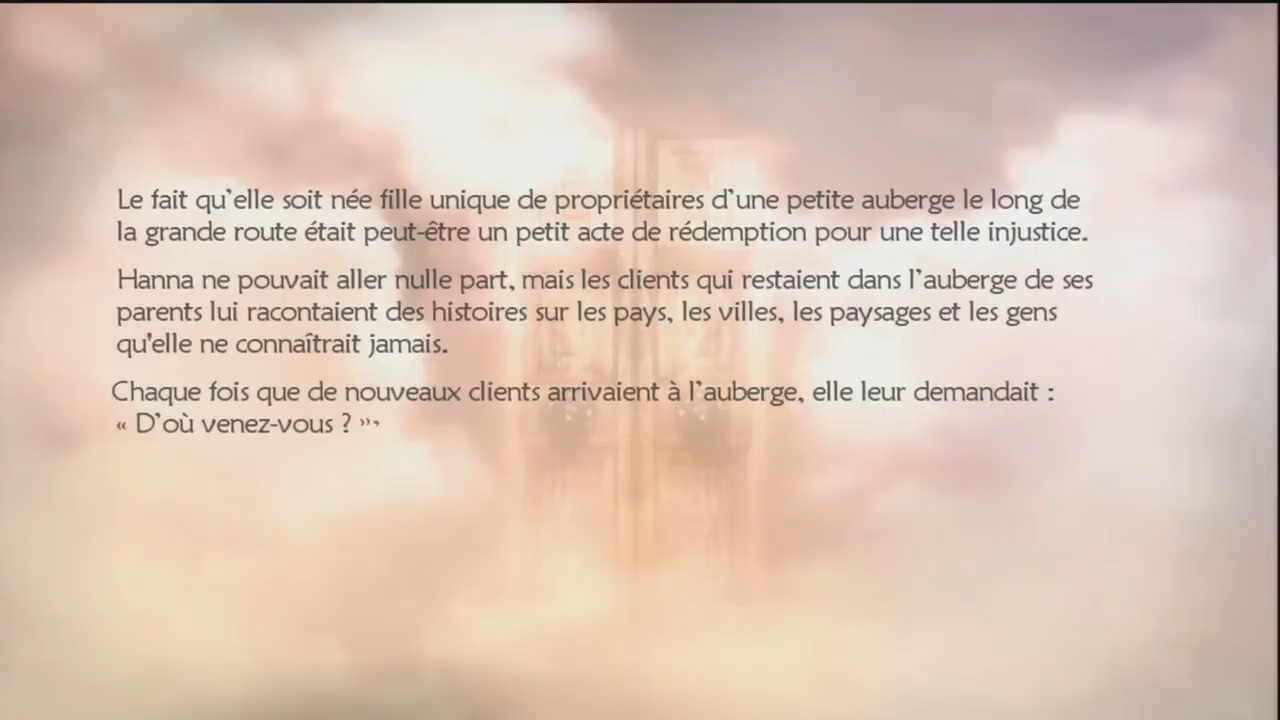 Le fait qu’elle soit née fille unique de propriétaires d’une petite auberge le long de
la grande route était peut-être un petit acte de rédemption pour une telle injustice.
Hanna ne pouvait aller nulle part, mais les clients qui restaient dans l’auberge de ses
parents lui racontaient des histoires sur les pays, les villes, les paysages et les gens
qu'elle ne connaîtrait jamais.
Chaque fois que de nouveaux clients arrivaient à l’auberge, elle leur demandait :
« D’où venez-vous ? »,